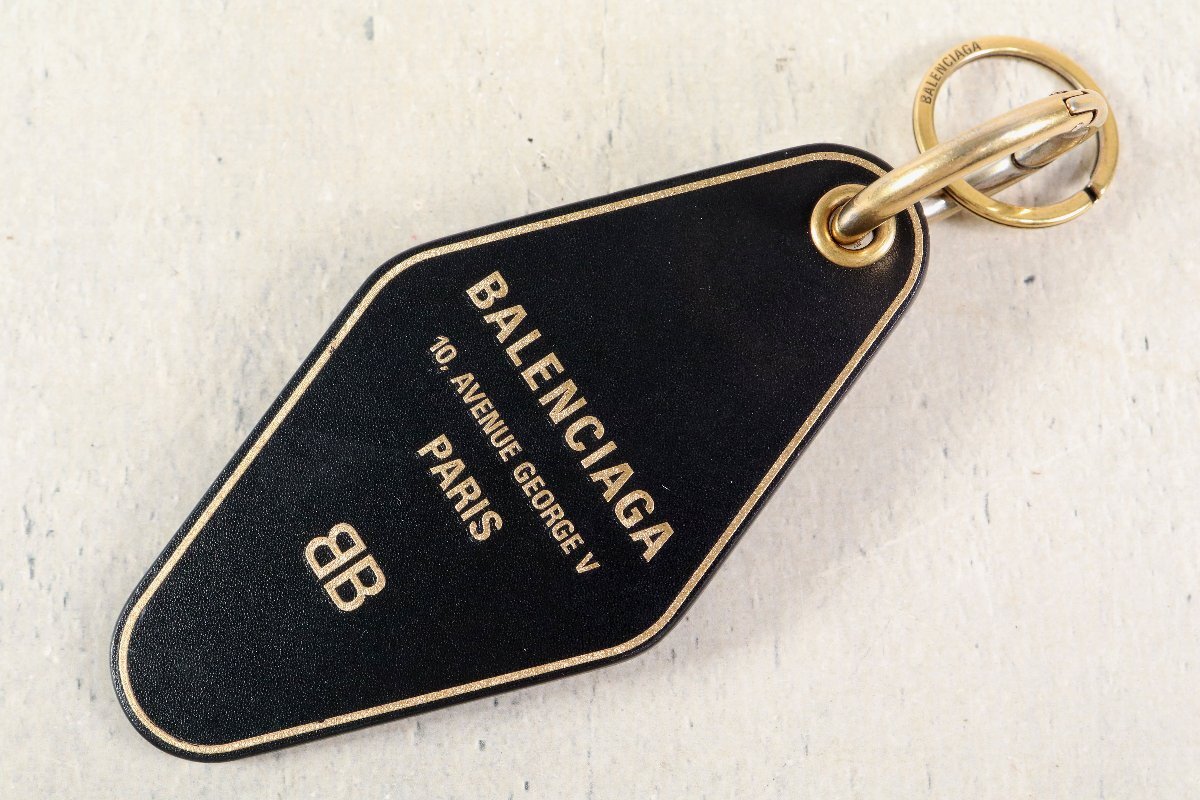 BALENCIAGA
BALENCIAGA
10, AVENUE GEORGE V
PARIS
BB